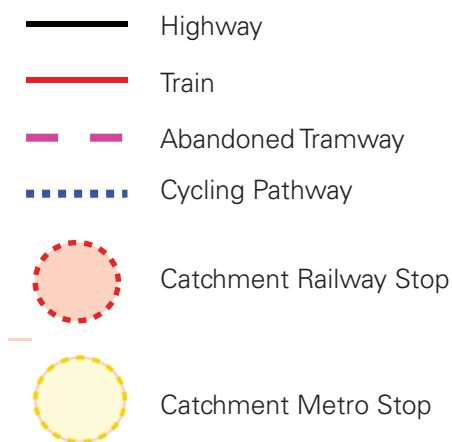 Highway
Train
Abandoned Tramway
Cycling Pathway
Catchment Railway Stop
Catchment Metro Stop